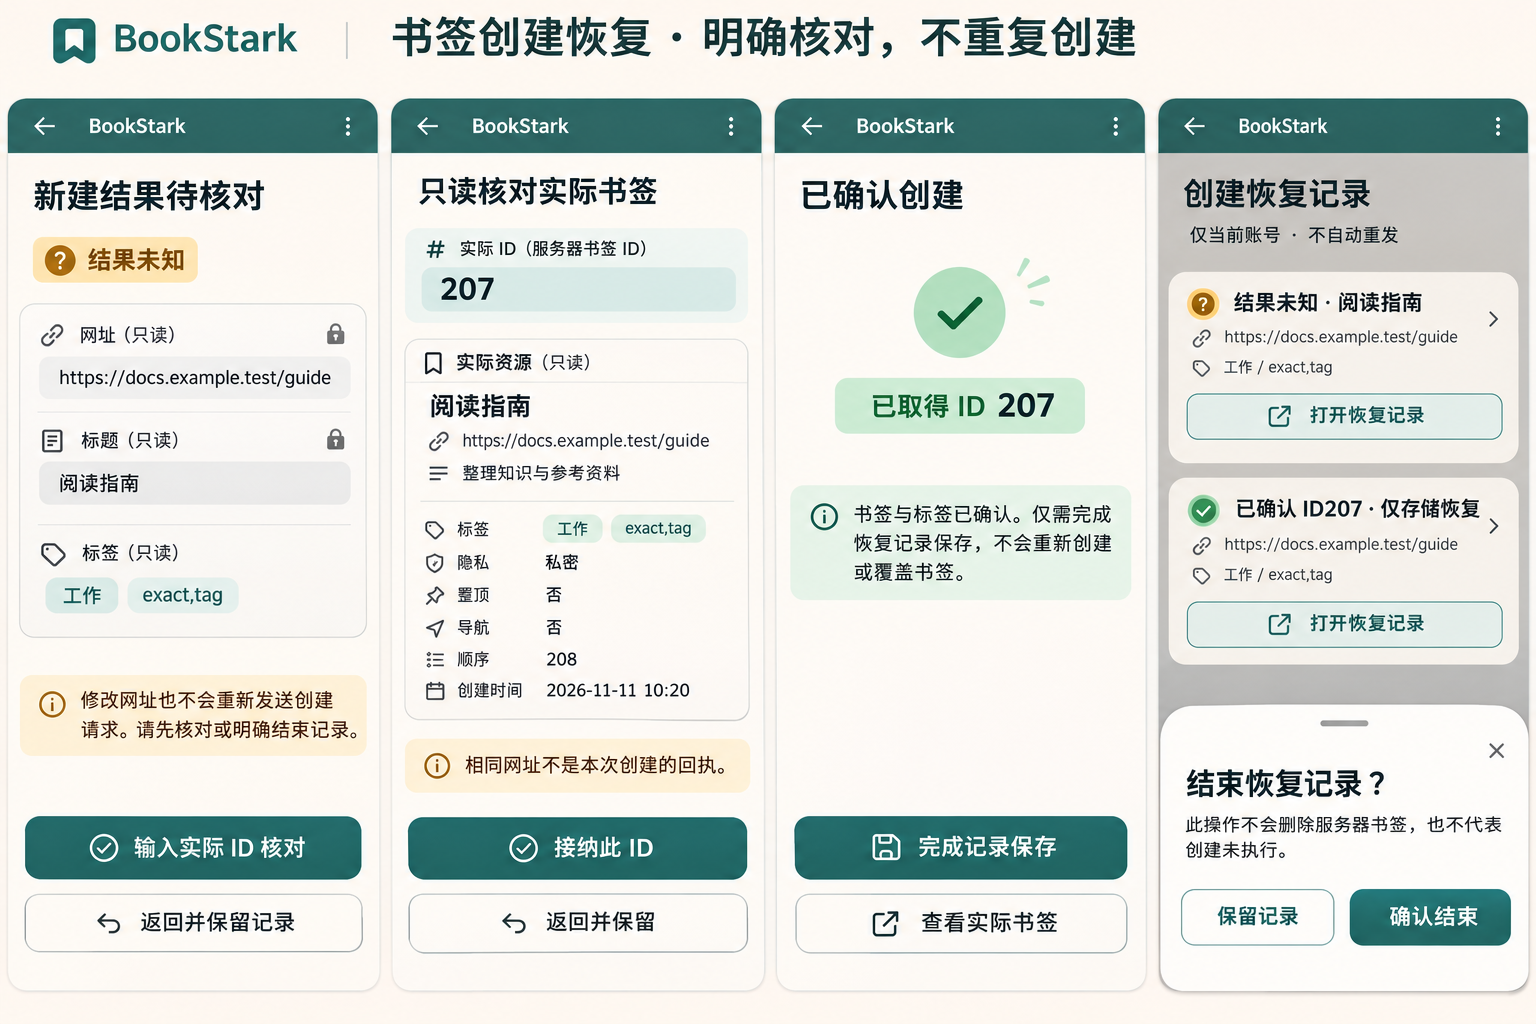 BookStark
书签创建恢复 · 明确核对，不重复创建
BookStark
新建结果待核对
? 结果未知
网址（只读）
https://docs.example.test/guide
标题（只读）
阅读指南
标签（只读）
工作 exact,tag
修改网址也不会重新发送创建
请求。请先核对或明确结束记录。
输入实际 ID 核对
返回并保留记录
BookStark
只读核对实际书签
# 实际 ID（服务器书签 ID）
207
实际资源（只读）
阅读指南
https://docs.example.test/guide
整理知识与参考资料
标签 工作 exact,tag
隐私 私密
置顶 否
导航 否
顺序 208
创建时间 2026-11-11 10:20
相同网址不是本次创建的回执。
接纳此 ID
返回并保留
BookStark
已确认创建
已取得 ID 207
书签与标签已确认。仅需完成
恢复记录保存，不会重新创建
或覆盖书签。
完成记录保存
查看实际书签
BookStark
创建恢复记录
仅当前账号 · 不自动重发
? 结果未知 · 阅读指南
https://docs.example.test/guide
工作 / exact,tag
打开恢复记录
已确认 ID207 · 仅存储恢复
https://docs.example.test/guide
工作 / exact,tag
打开恢复记录
结束恢复记录？
此操作不会删除服务器书签，也不代表
创建未执行。
保留记录
确认结束